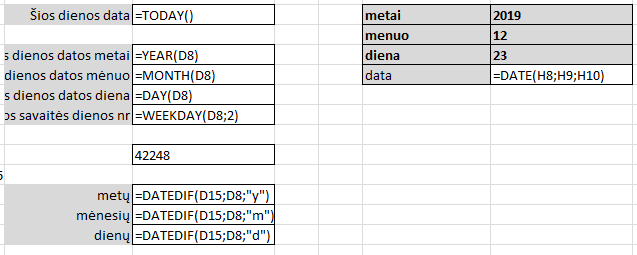 Šios dienos data =TODAY()
metai 2019
menuo 12
diena 23
data =DATE(H8;H9;H10)
s dienos datos metai =YEAR(D8)
dienos datos mėnuo =MONTH(D8)
s dienos datos diena =DAY(D8)
os savaitės dienos nr =WEEKDAY(D8;2)
42248
metų =DATEDIF(D15;D8;"y")
mėnesių =DATEDIF(D15;D8;"m")
dienų =DATEDIF(D15;D8;"d")